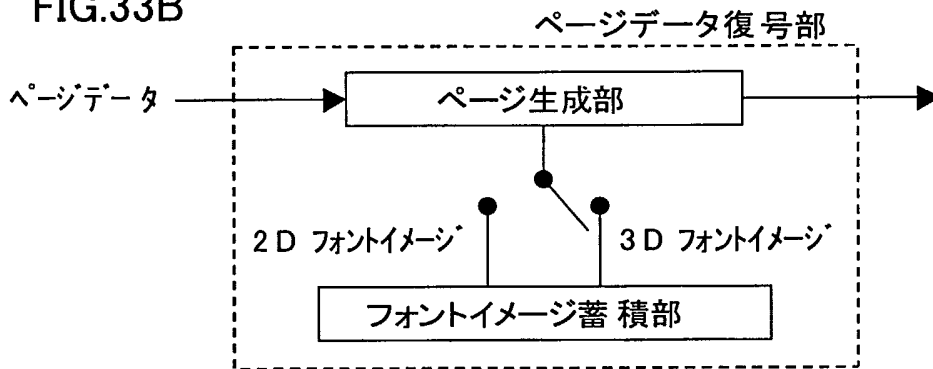 FIG.33B
ページデータ復号部
ページデータ
ページ生成部
2D フォントイメージ
3D フォントイメージ
フォントイメージ蓄積部